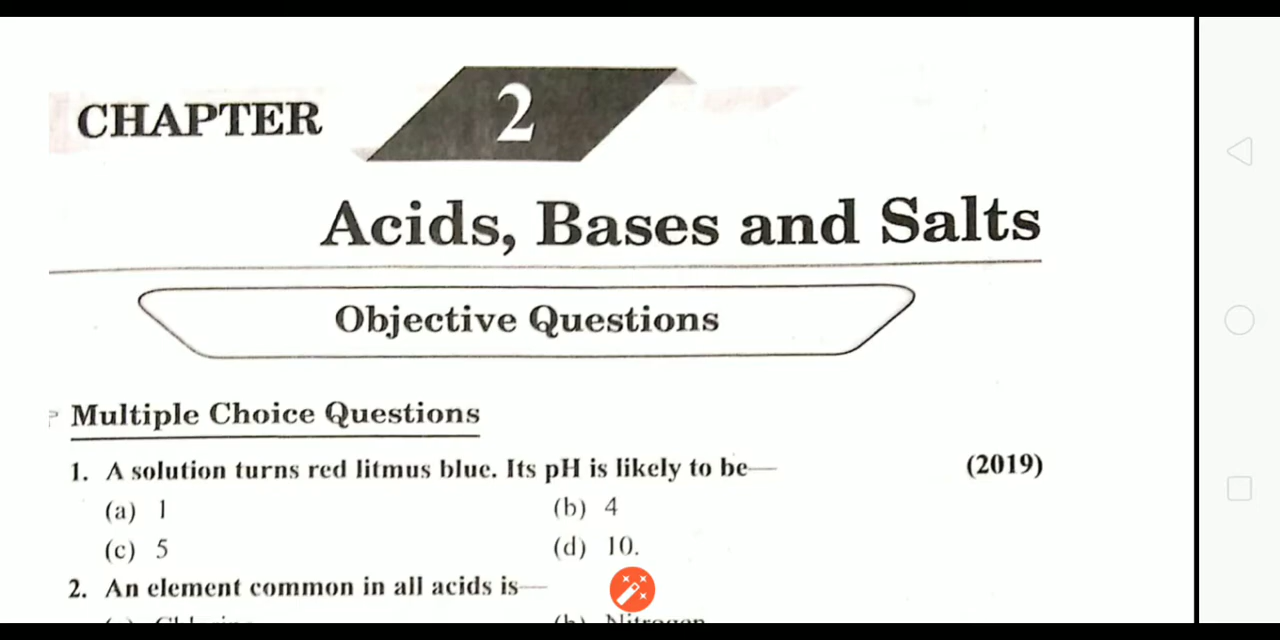 CHAPTER 2
Acids, Bases and Salts
Objective Questions
Multiple Choice Questions
1. A solution turns red litmus blue. Its pH is likely to be— (2019)
(a) 1 (b) 4
(c) 5 (d) 10.
2. An element common in all acids is—
(b) Nitrogen